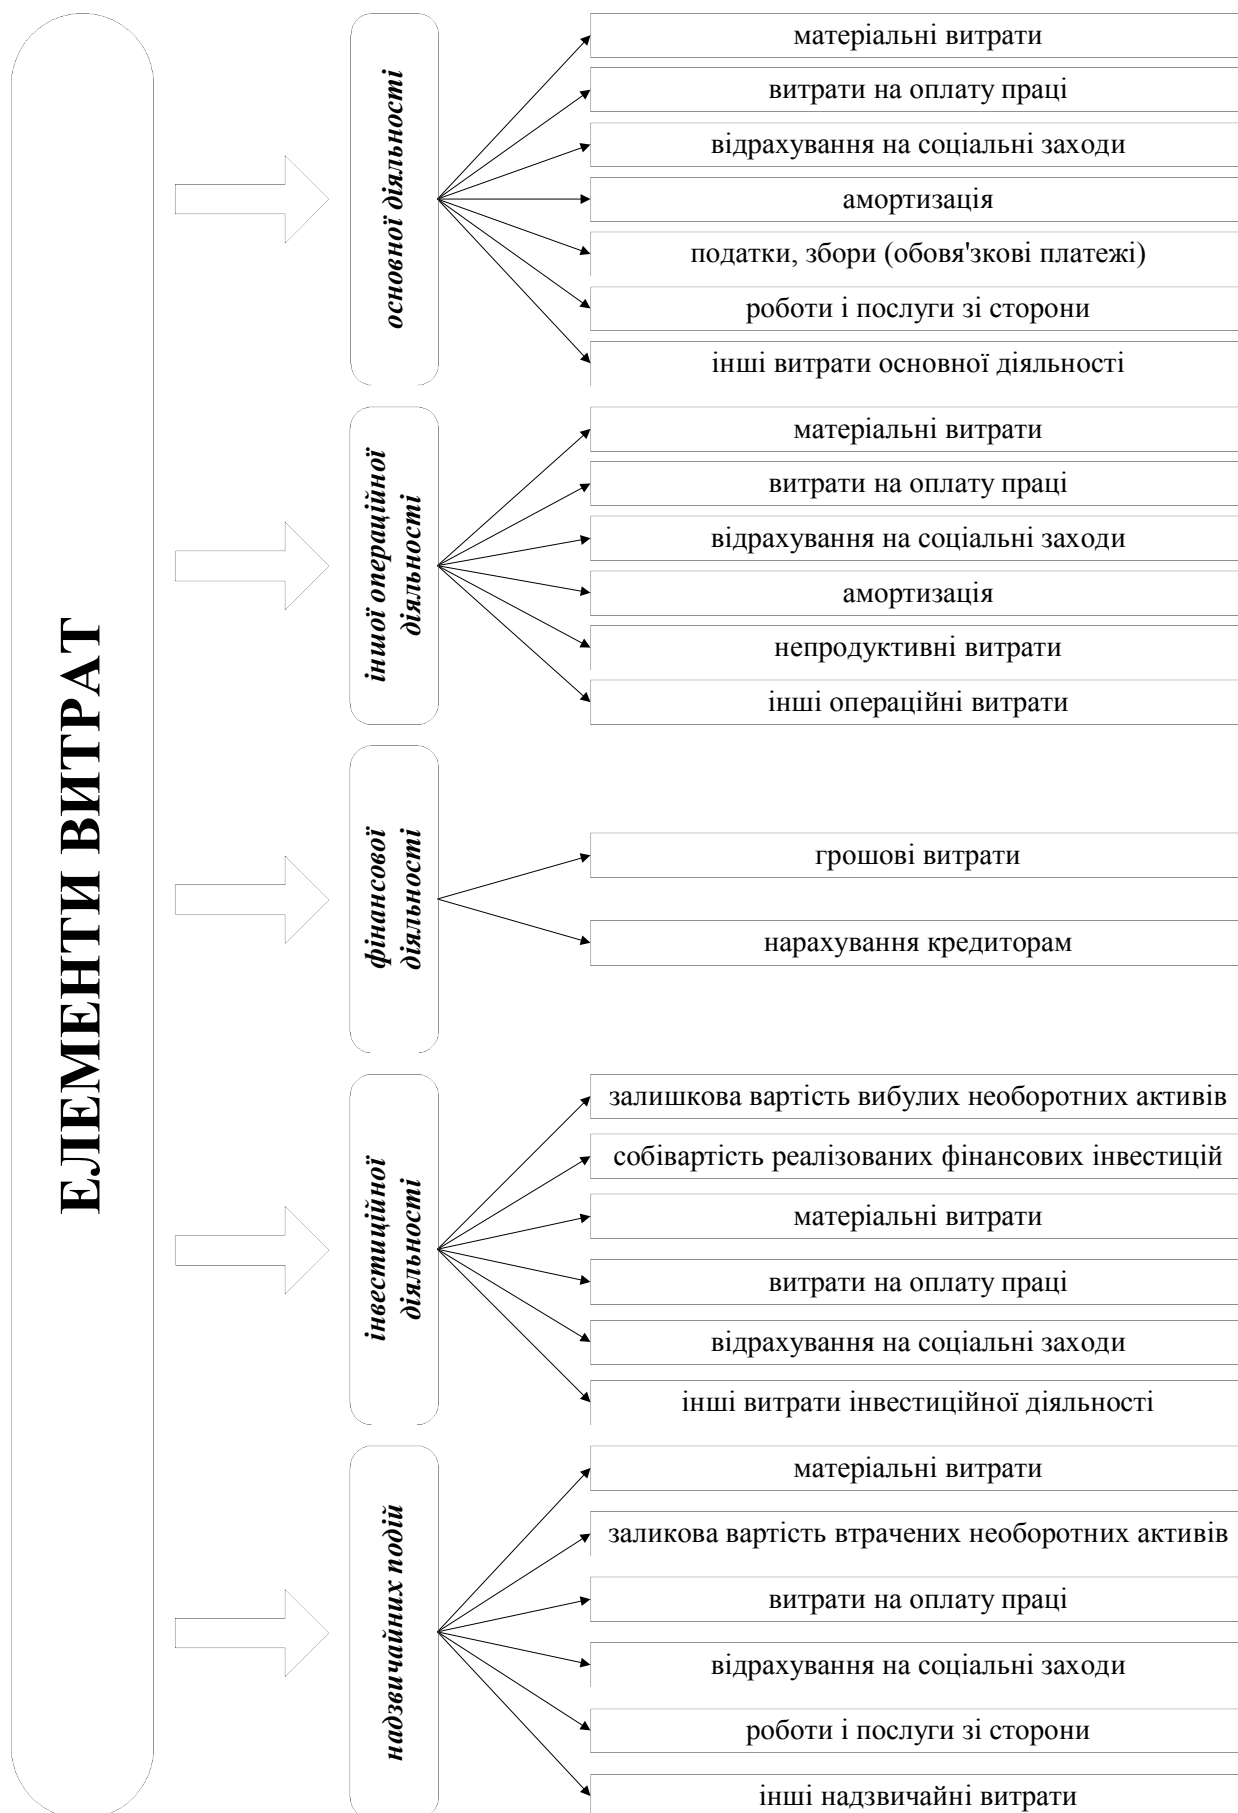 ЕЛЕМЕНТИ ВИТРАТ
основної діяльності
матеріальні витрати
витрати на оплату праці
відрахування на соціальні заходи
амортизація
податки, збори (обовя'зкові платежі)
роботи і послуги зі сторони
інші витрати основної діяльності
іншої операційної
діяльності
матеріальні витрати
витрати на оплату праці
відрахування на соціальні заходи
амортизація
непродуктивні витрати
інші операційні витрати
фінансової
діяльності
грошові витрати
нарахування кредиторам
інвестиційної
діяльності
залишкова вартість вибулих необоротних активів
собівартість реалізованих фінансових інвестицій
матеріальні витрати
витрати на оплату праці
відрахування на соціальні заходи
інші витрати інвестиційної діяльності
надзвичайних подій
матеріальні витрати
заликова вартість втрачених необоротних активів
витрати на оплату праці
відрахування на соціальні заходи
роботи і послуги зі сторони
інші надзвичайні витрати